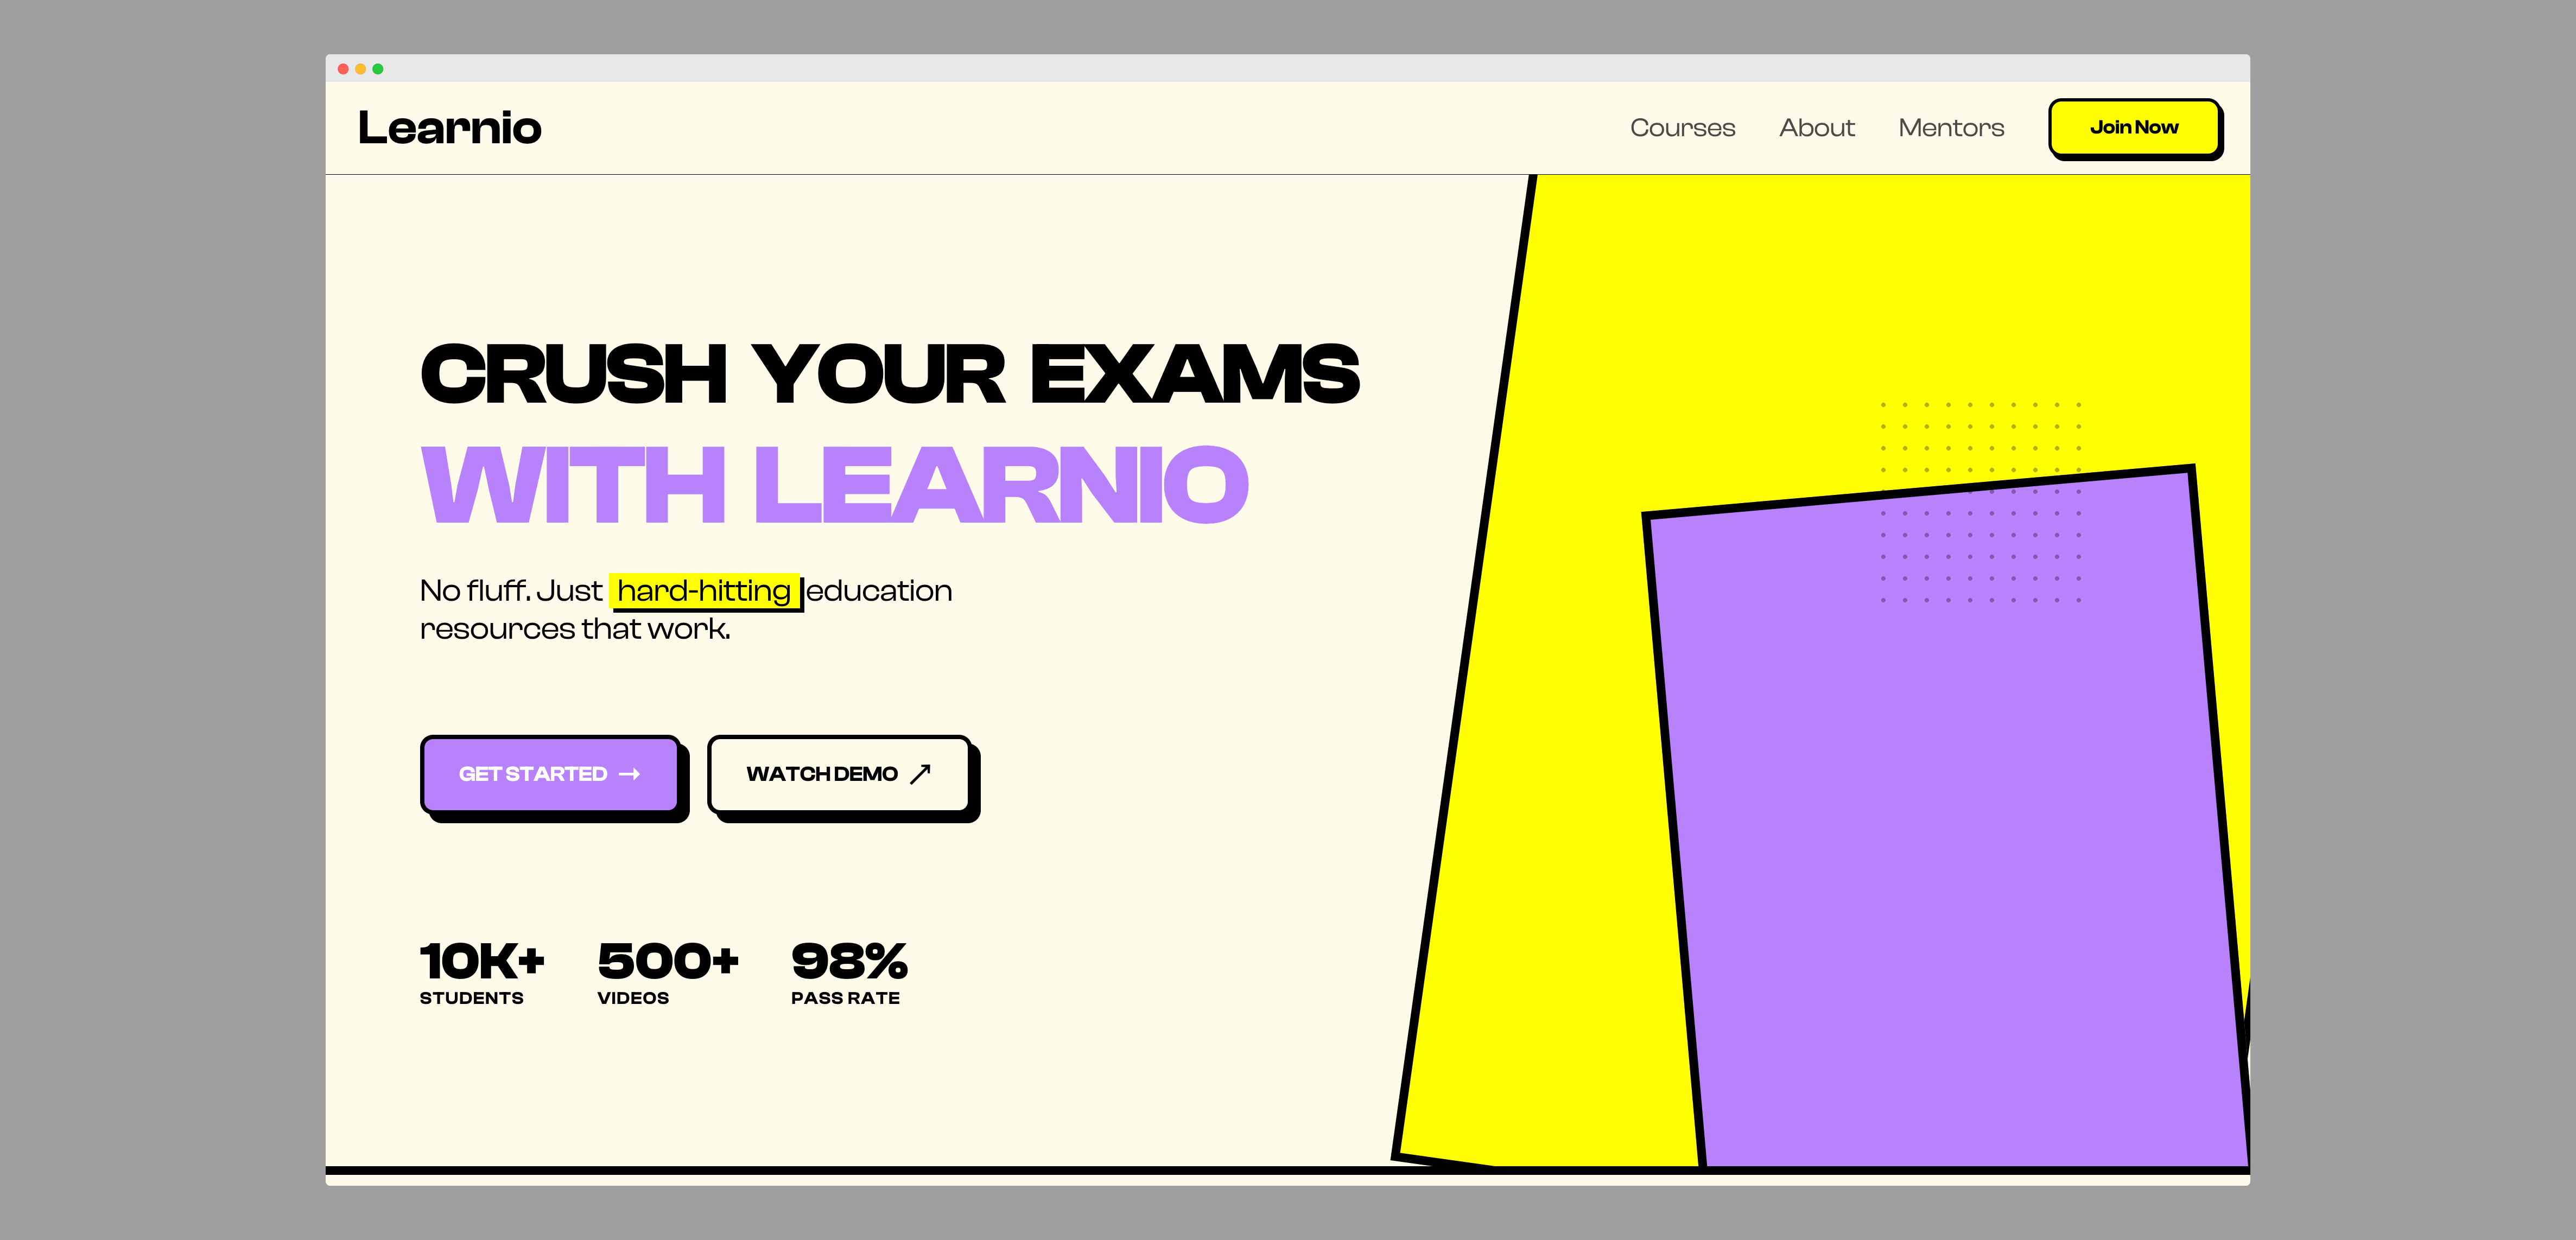 Learnio
Courses About Mentors Join Now
CRUSH YOUR EXAMS
WITH LEARNIO
No fluff. Just hard-hitting education
resources that work.
GET STARTED → WATCH DEMO ↗
10K+ 500+ 98%
STUDENTS VIDEOS PASS RATE